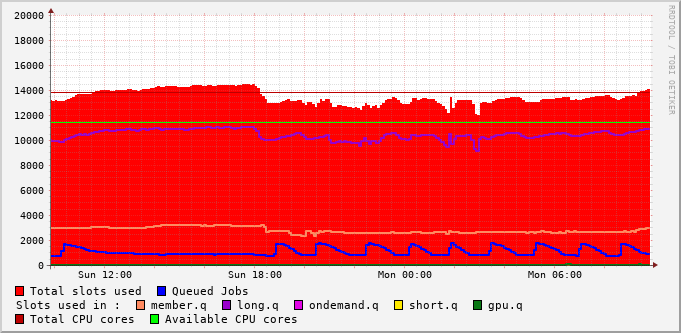 20000
18000
16000
14000
12000
10000
8000
6000
4000
2000
0
Sun 12:00 Sun 18:00 Mon 00:00 Mon 06:00
RRDTOOL / TOBI OETIKER
Total slots used Queued Jobs
Slots used in : member.q long.q ondemand.q short.q gpu.q
Total CPU cores Available CPU cores